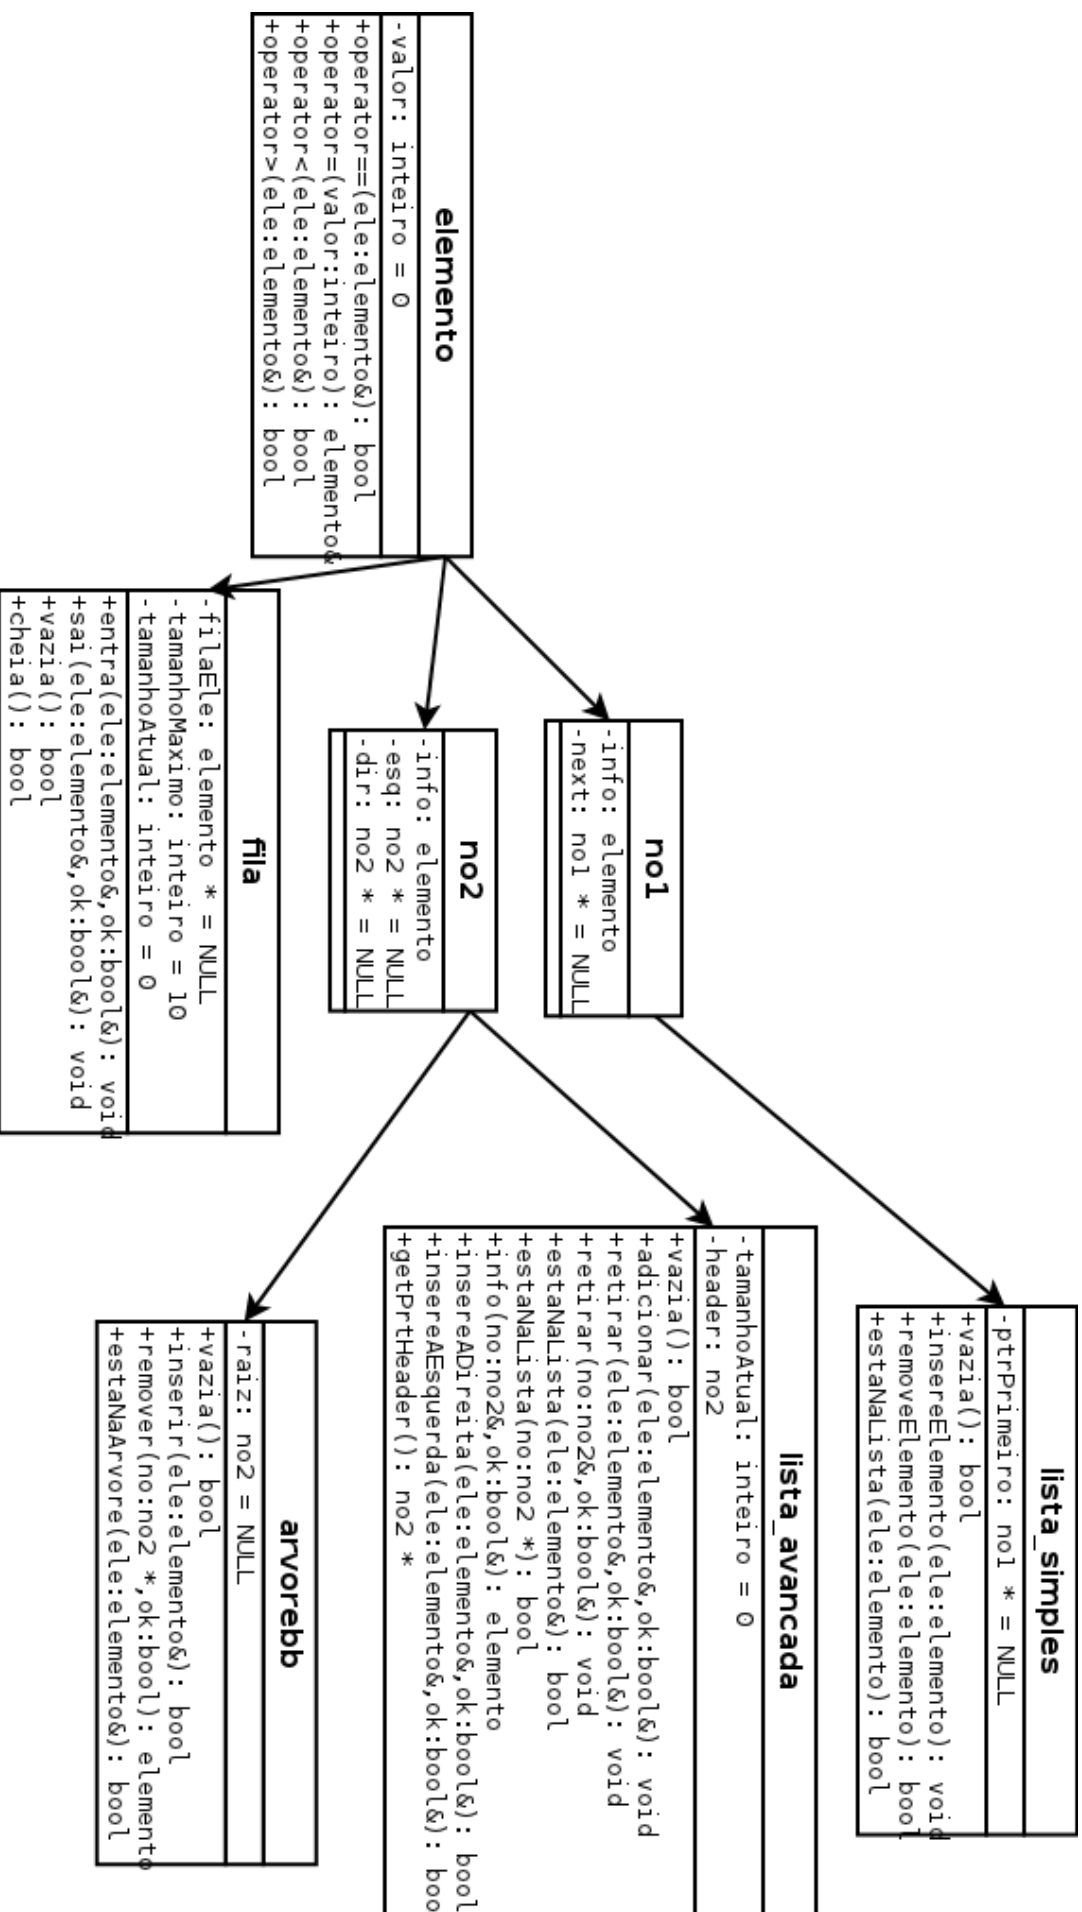 elemento
-valor: inteiro = 0
+operator==(ele:elemento&): bool
+operator=(valor:inteiro): elemento&
+operator<(ele:elemento&): bool
+operator>(ele:elemento&): bool
no1
-info: elemento
-next: no1 * = NULL
no2
-info: elemento
-esq: no2 * = NULL
-dir: no2 * = NULL
fila
-filaEle: elemento * = NULL
-tamanhoMaximo: inteiro = 10
-tamanhoAtual: inteiro = 0
+entra(ele:elemento&,ok:bool&): void
+sai(ele:elemento&,ok:bool&): void
+vazia(): bool
+cheia(): bool
lista_simples
-ptrPrimeiro: no1 * = NULL
+vazia(): bool
+insereElemento(ele:elemento): void
+removeElemento(ele:elemento): bool
+estaNaLista(ele:elemento): bool
lista_avancada
-tamanhoAtual: inteiro = 0
-header: no2
+vazia(): bool
+adicionar(ele:elemento&,ok:bool&): void
+retirar(ele:elemento&,ok:bool&): void
+retirar(no:no2&,ok:bool&): void
+estaNaLista(ele:elemento&): bool
+estaNaLista(no:no2 *): bool
+info(no:no2&,ok:bool&): elemento
+insereADireita(ele:elemento&,ok:bool&): bool
+insereAEsquerda(ele:elemento&,ok:bool&): boo
+getPrtHeader(): no2 *
arvorebb
-raiz: no2 = NULL
+vazia(): bool
+inserir(ele:elemento&): bool
+remover(no:no2 *,ok:bool): elemento
+estaNaArvore(ele:elemento&): bool